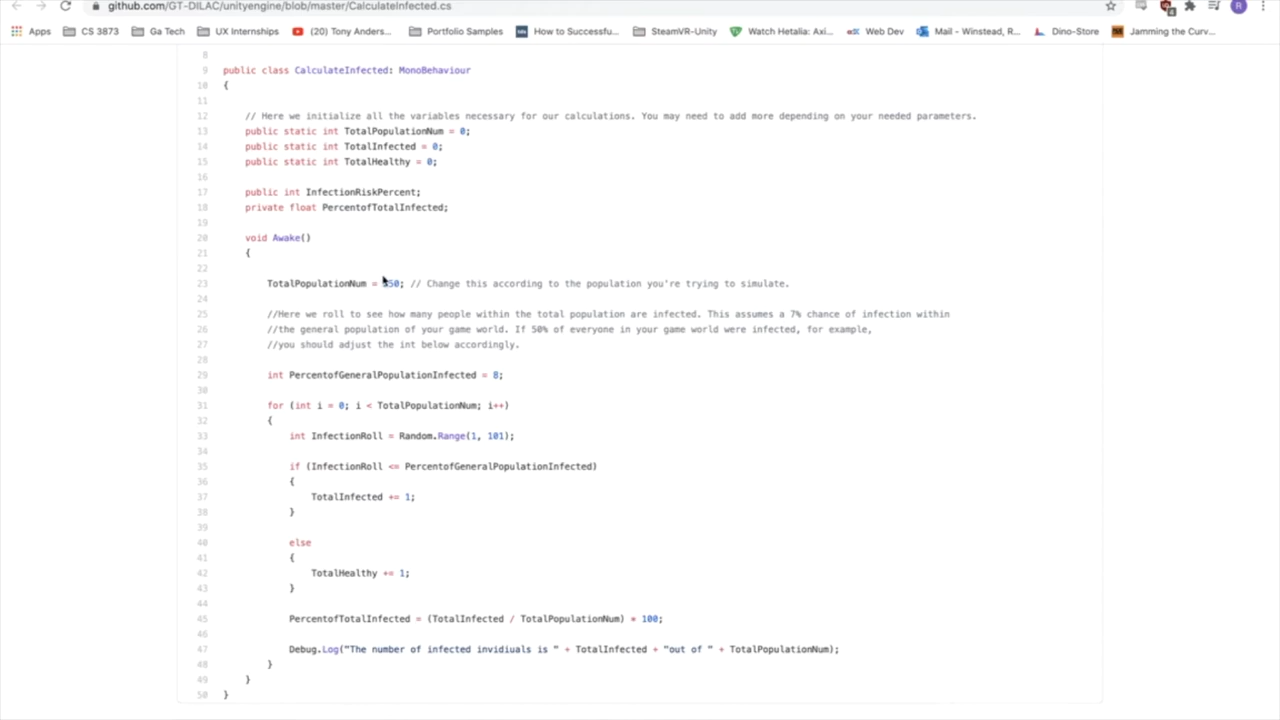 github.com/GT-DILAC/unityengine/blob/master/CalculateInfected.cs
R
Apps CS 3873 Ga Tech UX Internships (20) Tony Anders... Portfolio Samples How to Successfu... SteamVR-Unity Watch Hetalia: Axi... Web Dev Mail - Winstead, R... Dino-Store Jamming the Curv...
8
9 public class CalculateInfected: MonoBehaviour
10 {
11
12 // Here we initialize all the variables necessary for our calculations. You may need to add more depending on your needed parameters.
13 public static int TotalPopulationNum = 0;
14 public static int TotalInfected = 0;
15 public static int TotalHealthy = 0;
16
17 public int InfectionRiskPercent;
18 private float PercentofTotalInfected;
19
20 void Awake()
21 {
22
23 TotalPopulationNum = 50; // Change this according to the population you're trying to simulate.
24
25 //Here we roll to see how many people within the total population are infected. This assumes a 7% chance of infection within
26 //the general population of your game world. If 50% of everyone in your game world were infected, for example,
27 //you should adjust the int below accordingly.
28
29 int PercentofGeneralPopulationInfected = 8;
30
31 for (int i = 0; i < TotalPopulationNum; i++)
32 {
33 int InfectionRoll = Random.Range(1, 101);
34
35 if (InfectionRoll <= PercentofGeneralPopulationInfected)
36 {
37 TotalInfected += 1;
38 }
39
40 else
41 {
42 TotalHealthy += 1;
43 }
44
45 PercentofTotalInfected = (TotalInfected / TotalPopulationNum) * 100;
46
47 Debug.Log("The number of infected invidiuals is " + TotalInfected + "out of " + TotalPopulationNum);
48 }
49 }
50 }